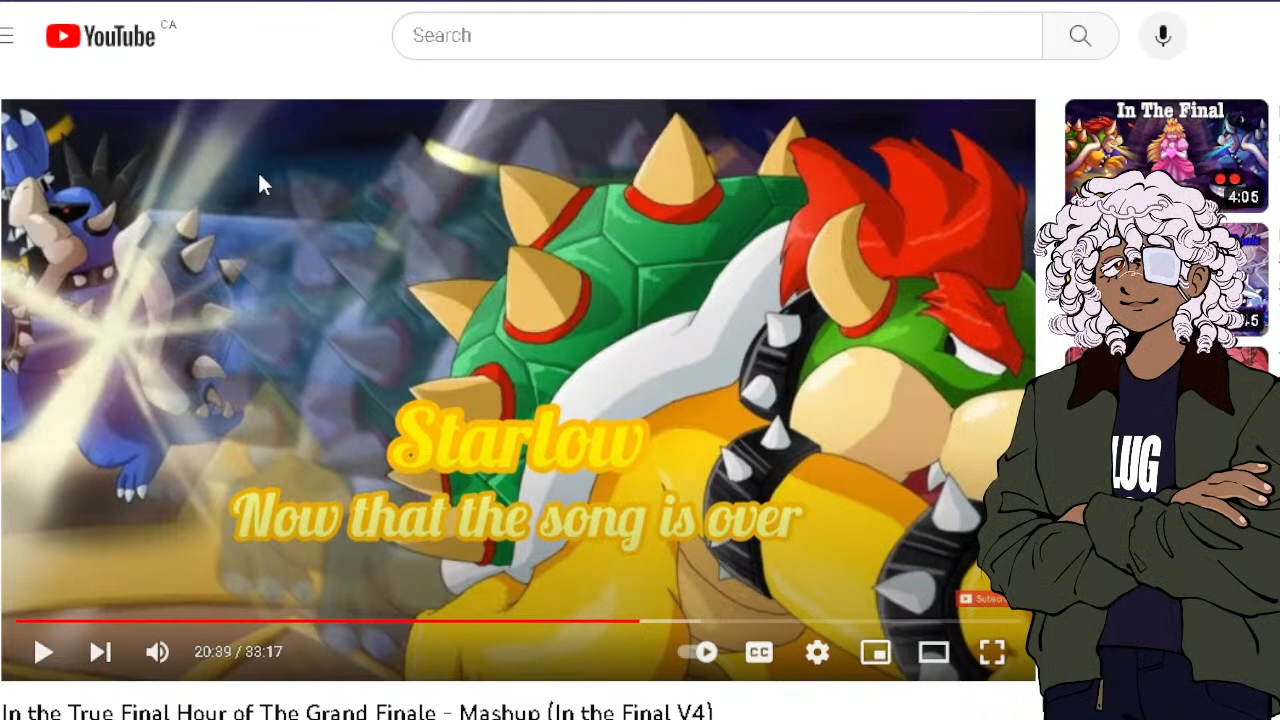 YouTube CA
Search
In The Final
4:05
Starlow
Now that the song is over
LUG
20:39 / 33:17
CC
In the True Final Hour of The Grand Finale - Mashup (In the Final V4)